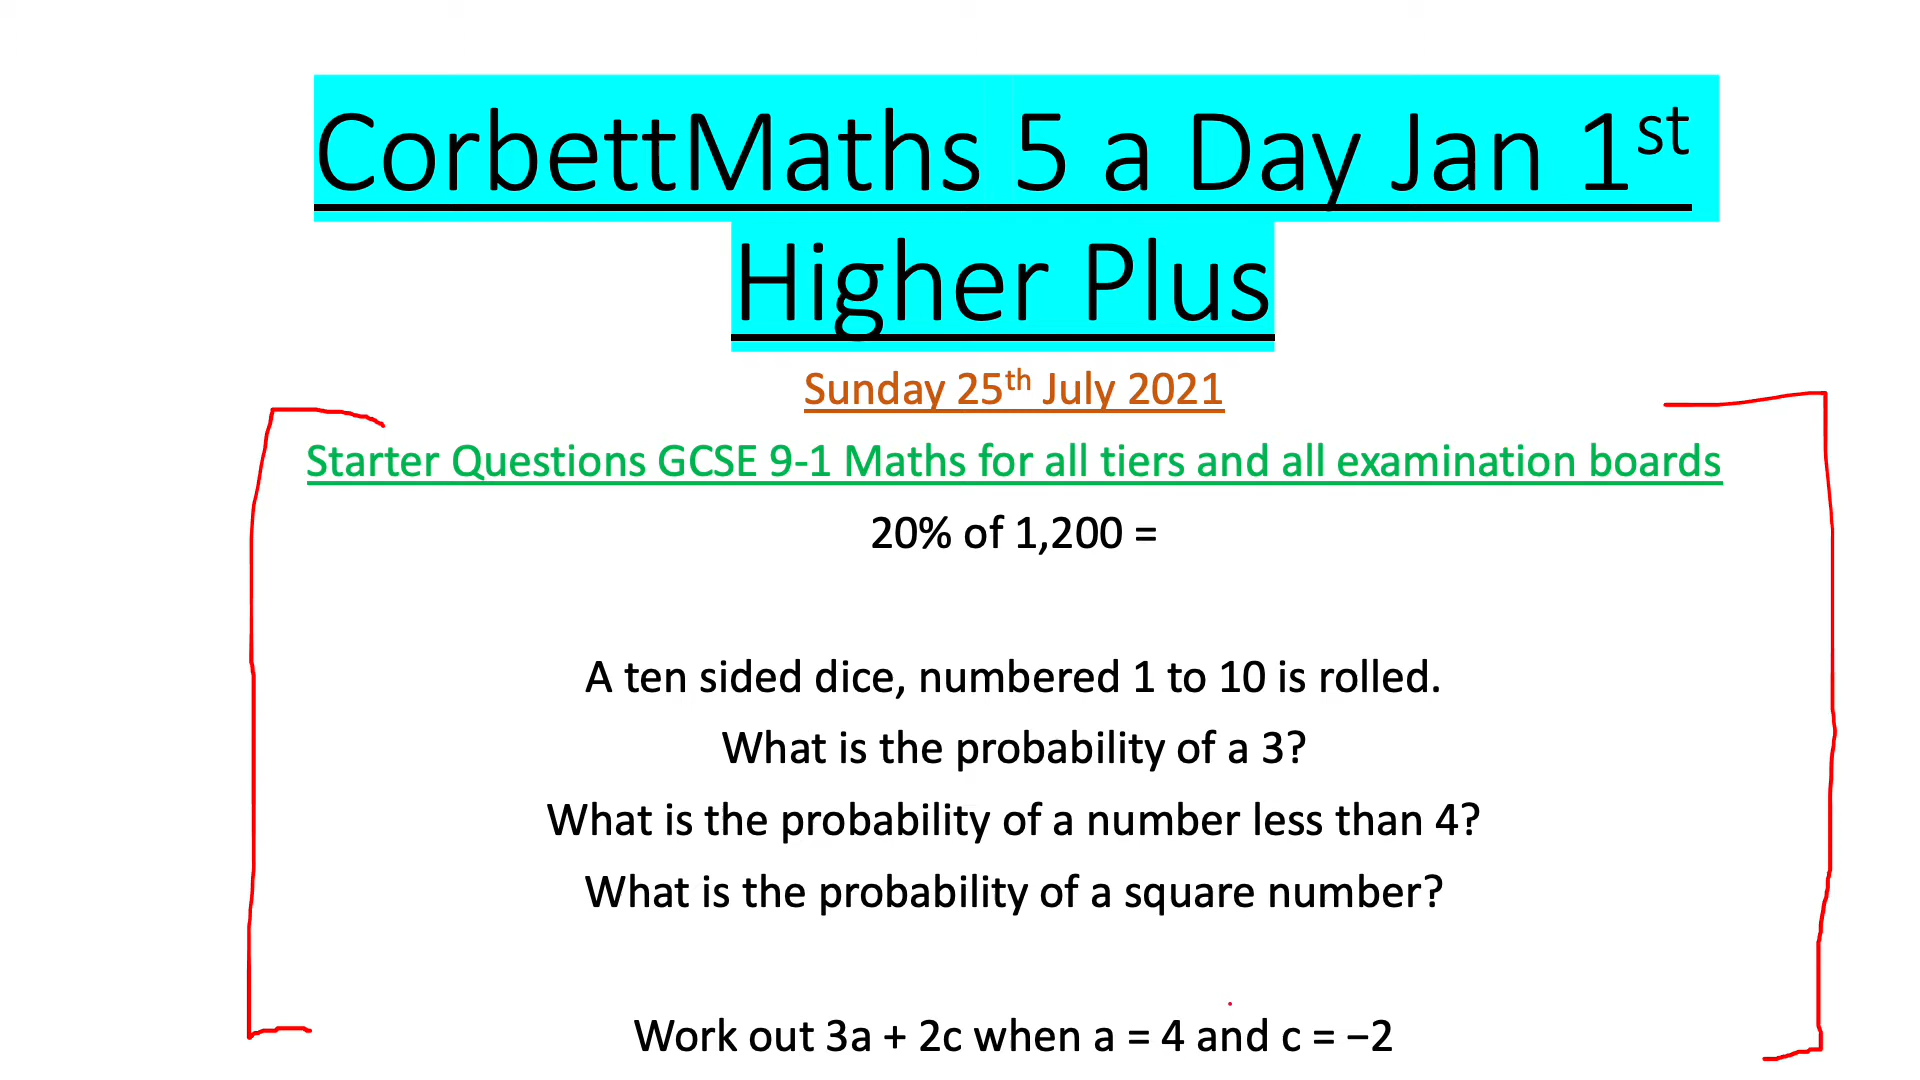 CorbettMaths 5 a Day Jan 1st
Higher Plus
Sunday 25th July 2021
Starter Questions GCSE 9-1 Maths for all tiers and all examination boards
20% of 1,200 =
A ten sided dice, numbered 1 to 10 is rolled.
What is the probability of a 3?
What is the probability of a number less than 4?
What is the probability of a square number?
Work out 3a + 2c when a = 4 and c = −2